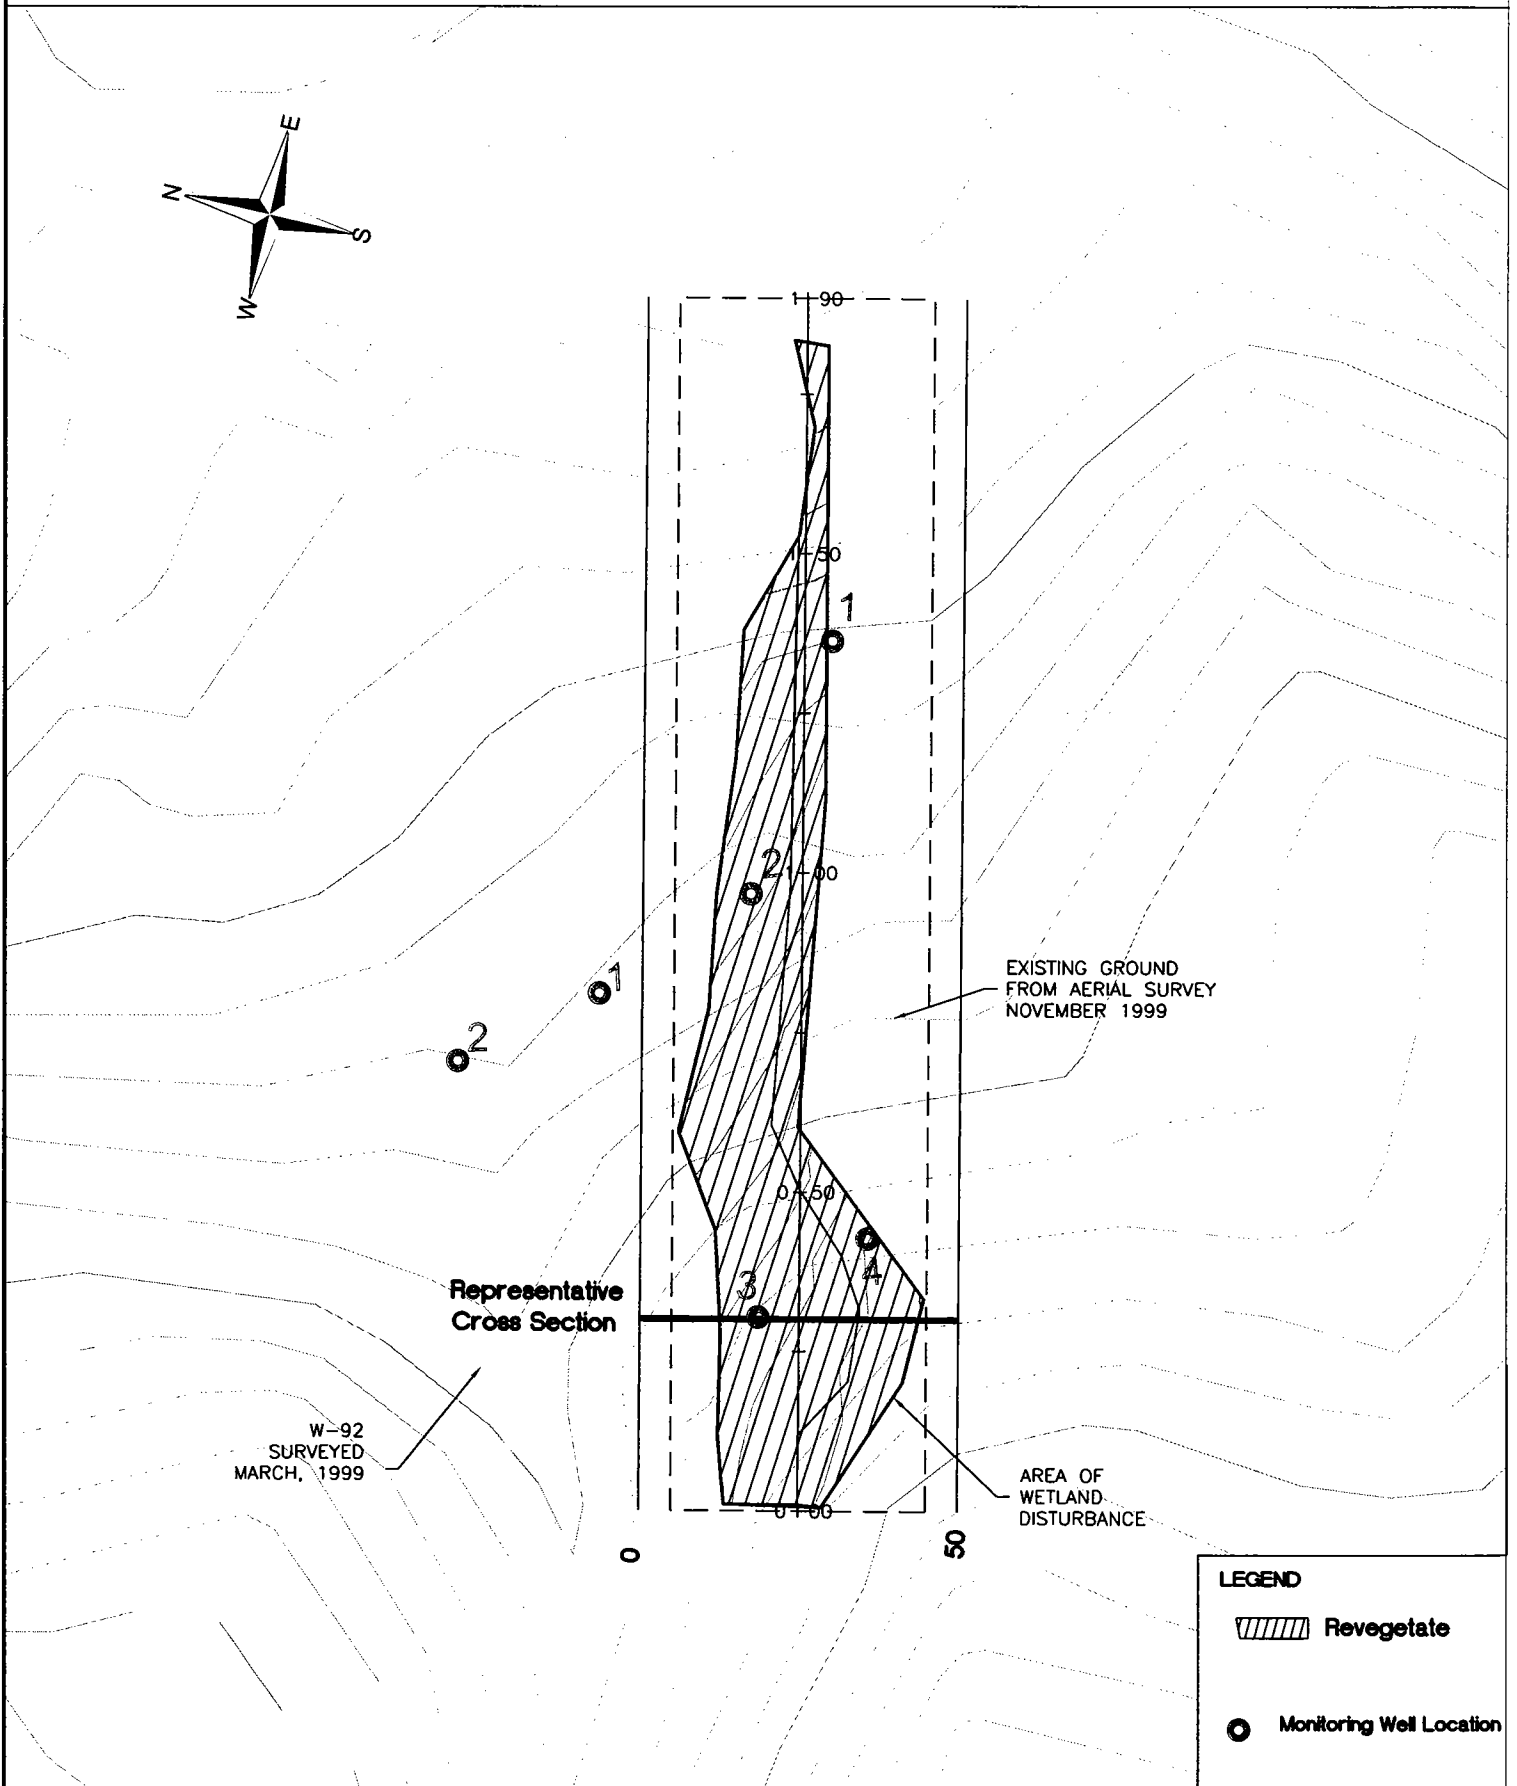 E
N
S
W
1+90
1+50
1
2
1+00
1
2
EXISTING GROUND
FROM AERIAL SURVEY
NOVEMBER 1999
0+50
4
3
Representative
Cross Section
W-92
SURVEYED
MARCH, 1999
AREA OF
WETLAND
DISTURBANCE
0+00
0
50
LEGEND
Revegetate
Monitoring Well Location